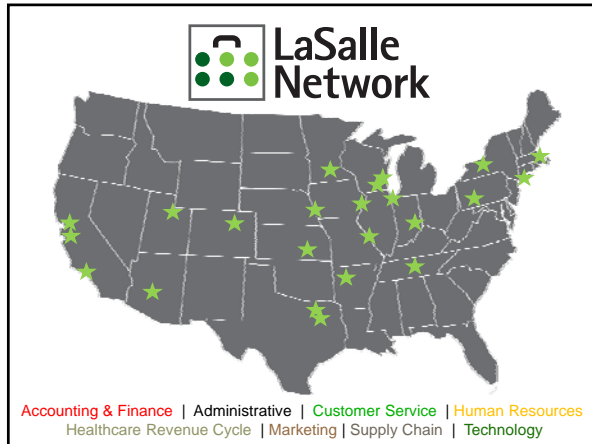 LaSalle
Network
Accounting & Finance | Administrative | Customer Service | Human Resources
Healthcare Revenue Cycle | Marketing | Supply Chain | Technology